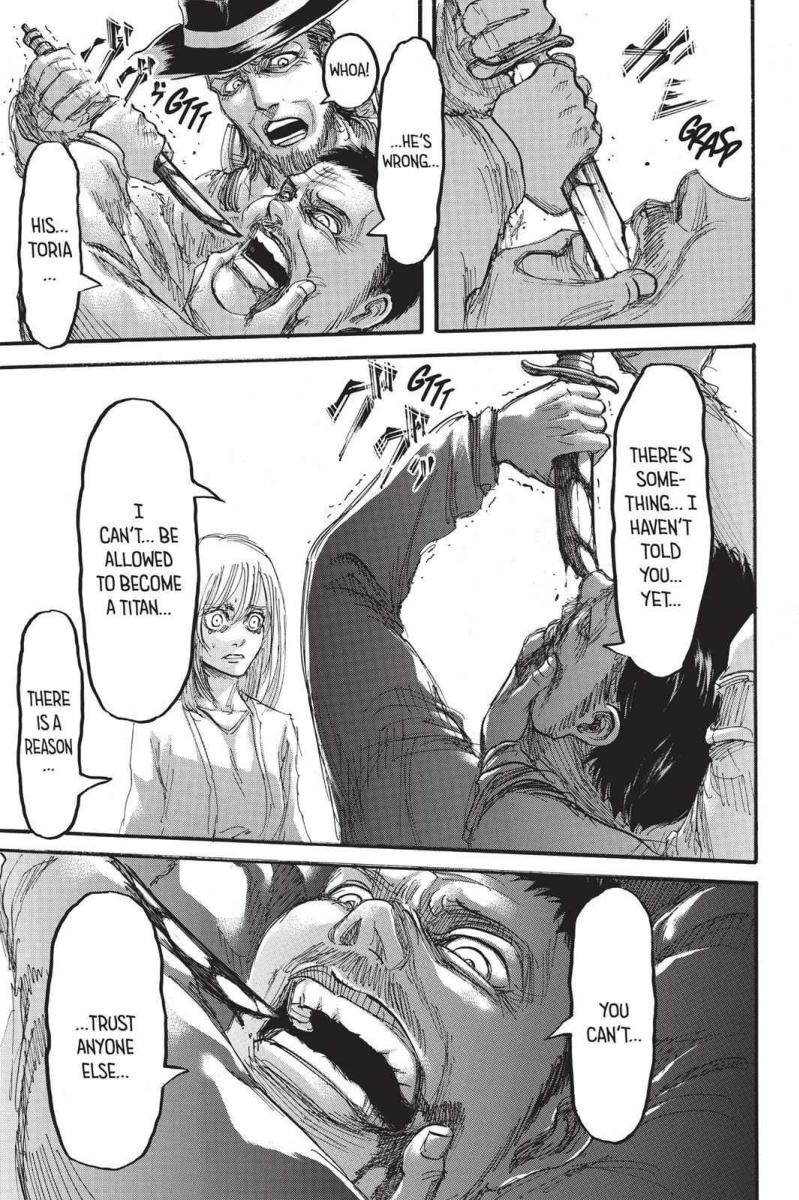 GRASP
WHOA!
...HE'S
WRONG...
ガ
GTTT
HIS...
TORIA
...
GTTT
THERE'S
SOME-
THING... I
HAVEN'T
TOLD
YOU...
YET...
I
CAN'T... BE
ALLOWED
TO BECOME
A TITAN...
THERE
IS A
REASON
...
YOU
CAN'T...
...TRUST
ANYONE
ELSE...